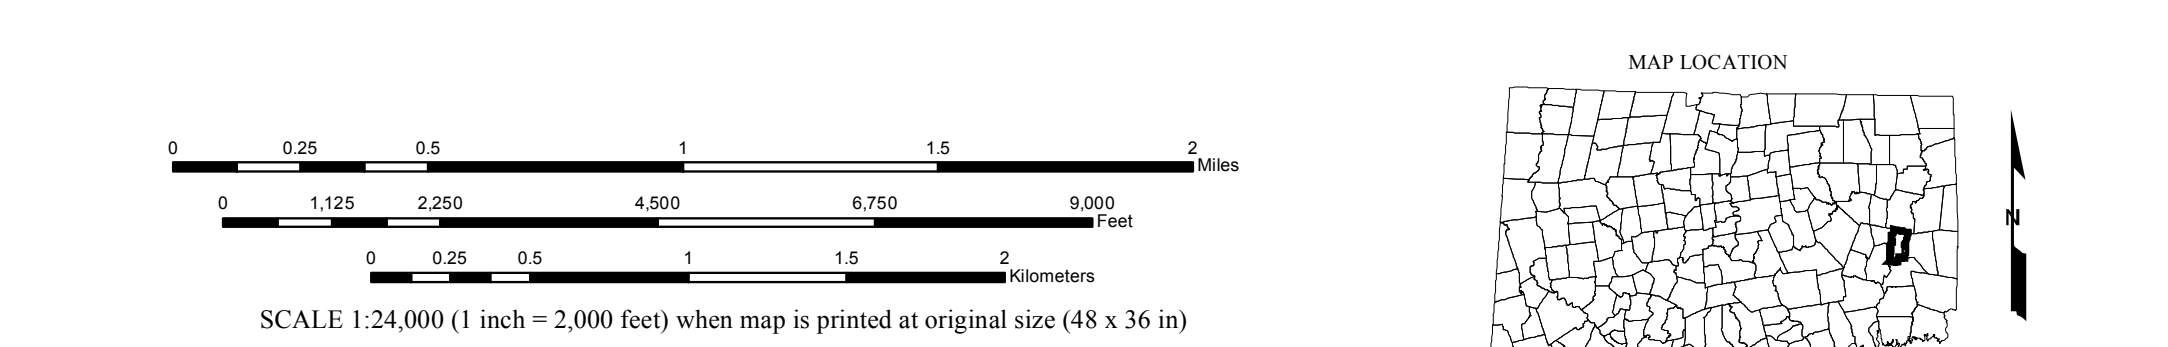 MAP LOCATION
0 0.25 0.5 1 1.5 2
Miles
0 1,125 2,250 4,500 6,750 9,000
Feet
N
0 0.25 0.5 1 1.5 2
Kilometers
SCALE 1:24,000 (1 inch = 2,000 feet) when map is printed at original size (48 x 36 in)